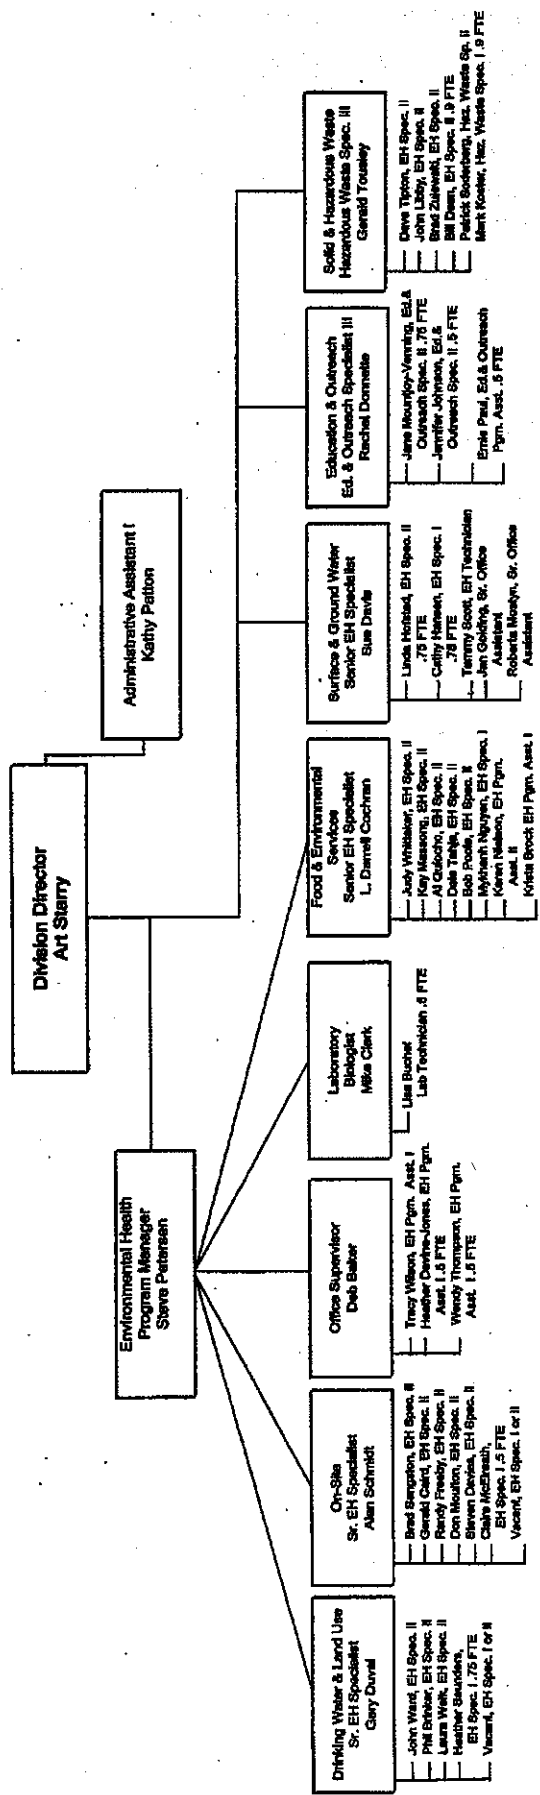 Division Director
Art Starry
Administrative Assistant I
Kathy Patton
Environmental Health
Program Manager
Steve Petersen
Drinking Water & Land Use
Sr. EH Specialist
Gary Duval
John Ward, EH Spec. II
Phil Brinker, EH Spec. II
Laura Welk, EH Spec. II
Heather Saunders,
EH Spec. I .75 FTE
Vacant, EH Spec. I or II
On-Site
Sr. EH Specialist
Alan Schmidt
Brad Sangston, EH Spec. II
Gerald Caird, EH Spec. II
Randy Freeby, EH Spec. II
Don Moulton, EH Spec. II
Steven Davies, EH Spec. II
Claire McElreath,
EH Spec. I .5 FTE
Vacant, EH Spec. I or II
Office Supervisor
Deb Baker
Tracy Wilson, EH Pgm. Asst. I
Heather Devine-Jones, EH Pgm.
Asst. I .5 FTE
Wendy Thompson, EH Pgm.
Asst. I .5 FTE
Laboratory
Biologist
Mike Clark
Lisa Buchef
Lab Technician FTE
Food & Environmental
Services
Senior EH Specialist
L. Darrell Cochran
Judy Whittaker, EH Spec. II
Kay Massong, EH Spec. II
Al Quiocho, EH Spec. II
Dale Tahja, EH Spec. II
Bob Poole, EH Spec. II
Mykhanh Nguyen, EH Spec. I
Karen Nielson, EH Pgm.
Asst. II
Krista Brock EH Pgm. Asst. I
Surface & Ground Water
Senior EH Specialist
Sue Davis
Linda Hofstad, EH Spec. II
.75 FTE
Cathy Hansen, EH Spec. I
.75 FTE
Tammy Scott, EH Technician
Jan Golding, Sr. Office
Assistant
Roberta Mostyn, Sr. Office
Assistant
Education & Outreach
Ed. & Outreach Specialist III
Rachel Donnette
Jane Mountjoy-Venning, Ed.&
Outreach Spec. II .75 FTE
Jennifer Johnson, Ed.&
Outreach Spec. II .5 FTE
Ernie Paul, Ed.& Outreach
Pgm. Asst. .5 FTE
Solid & Hazardous Waste
Hazardous Waste Spec. III
Gerald Tousley
Dave Tipton, EH Spec. II
John Libby, EH Spec. II
Brad Zulewski, EH Spec. II
Bill Dean, EH Spec. II .9 FTE
Patrick Soderberg, Haz. Waste Sp. II
Mark Koster, Haz. Waste Spec. I .9 FTE